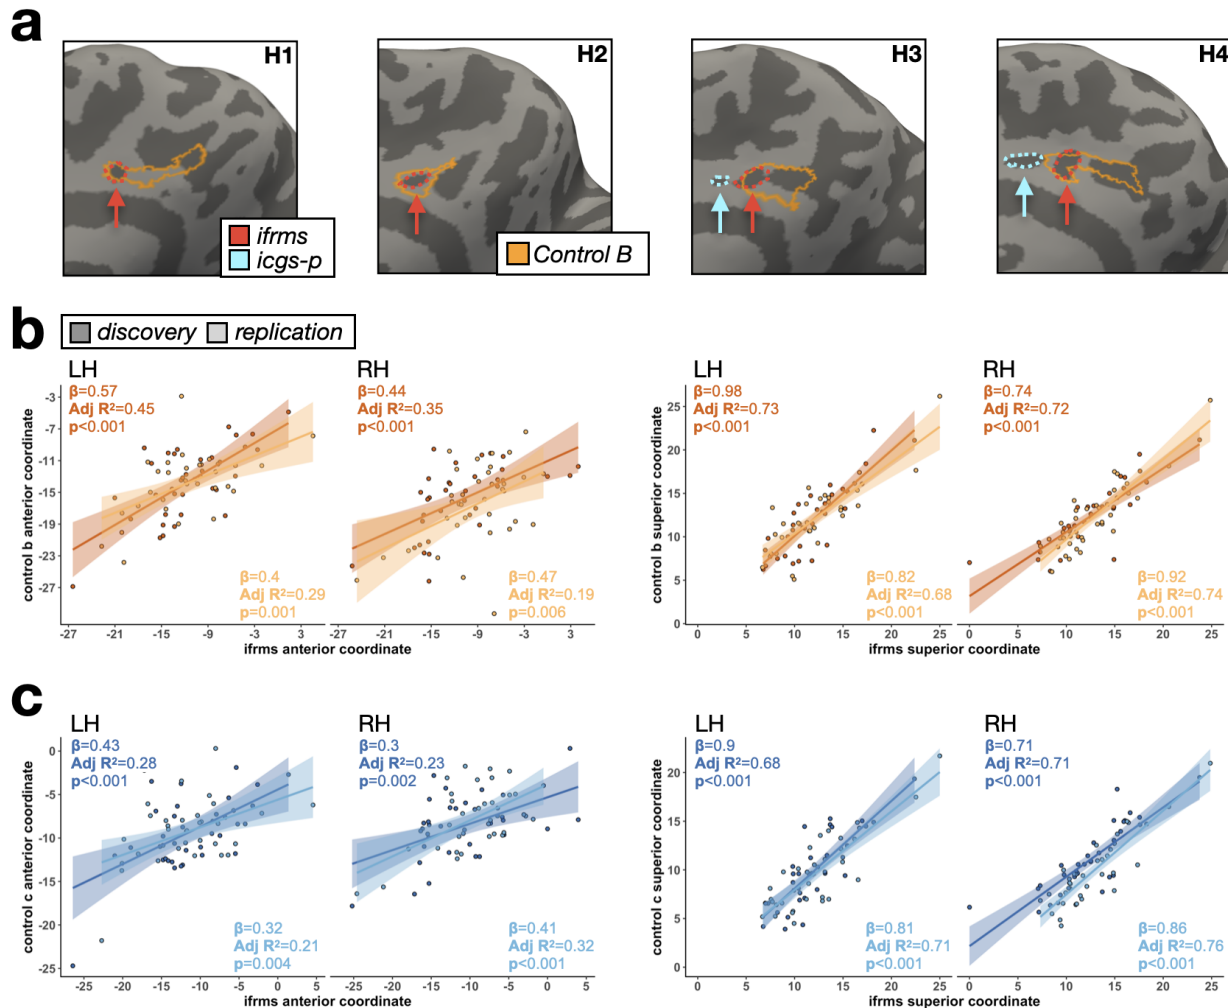 a
H1
H2
H3
H4
ifrms
icgs-p
Control B
b
discovery replication
LH
β=0.57
Adj R²=0.45
p<0.001
RH
β=0.44
Adj R²=0.35
p<0.001
LH
β=0.98
Adj R²=0.73
p<0.001
RH
β=0.74
Adj R²=0.72
p<0.001
control b anterior coordinate
-3
-7
-11
-15
-19
-23
-27
β=0.4
Adj R²=0.29
p=0.001
β=0.47
Adj R²=0.19
p=0.006
-27 -21 -15 -9 -3 3 -27 -21 -15 -9 -3 3
ifrms anterior coordinate
control b superior coordinate
25
20
15
10
5
0
β=0.82
Adj R²=0.68
p<0.001
β=0.92
Adj R²=0.74
p<0.001
0 5 10 15 20 25 0 5 10 15 20 25
ifrms superior coordinate
c
LH
β=0.43
Adj R²=0.28
p<0.001
RH
β=0.3
Adj R²=0.23
p=0.002
LH
β=0.9
Adj R²=0.68
p<0.001
RH
β=0.71
Adj R²=0.71
p<0.001
control c anterior coordinate
0
-5
-10
-15
-20
-25
β=0.32
Adj R²=0.21
p=0.004
β=0.41
Adj R²=0.32
p<0.001
-25 -20 -15 -10 -5 0 5 -25 -20 -15 -10 -5 0 5
ifrms anterior coordinate
control c superior coordinate
20
15
10
5
0
β=0.81
Adj R²=0.71
p<0.001
β=0.86
Adj R²=0.76
p<0.001
0 5 10 15 20 25 0 5 10 15 20 25
ifrms superior coordinate